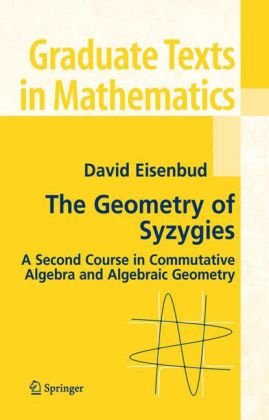 Graduate Texts
in Mathematics
David Eisenbud
The Geometry of
Syzygies
A Second Course in Commutative
Algebra and Algebraic Geometry
Springer